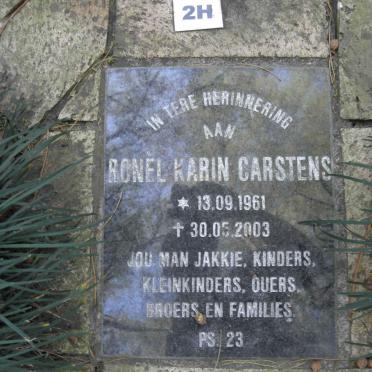 2H
IN TERE HERINNERING
AAN
RONĒL KARIN CARSTENS
* 13.09.1961
† 30.05.2003
JOU MAN JAKKIE, KINDERS,
KLEINKINDERS, OUERS,
BROERS EN FAMILIES.
PS. 23